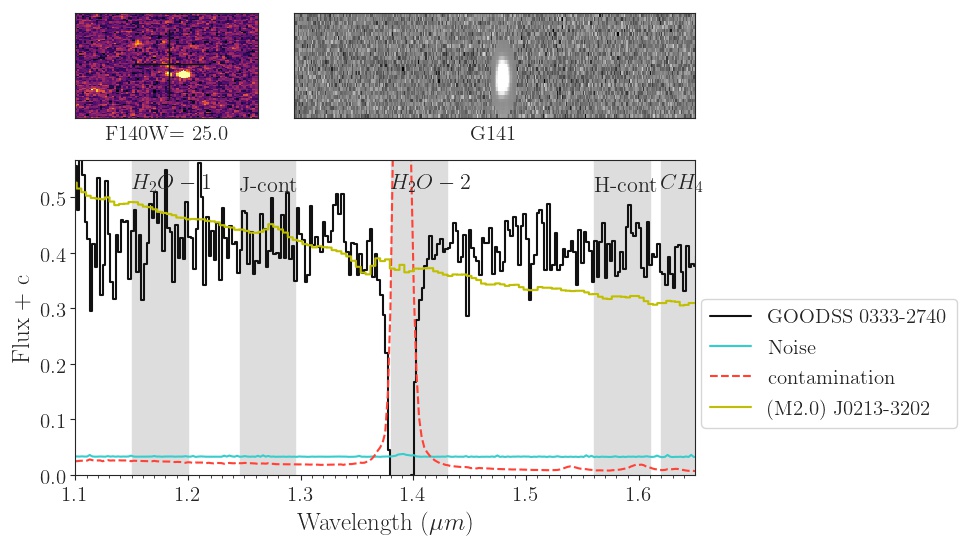 F140W= 25.0
G141
H₂O − 1
J-cont
H₂O − 2
H-cont
CH₄
0.5
0.4
0.3
0.2
0.1
0.0
Flux + c
1.1
1.2
1.3
1.4
1.5
1.6
Wavelength (μm)
GOODSS 0333-2740
Noise
contamination
(M2.0) J0213-3202